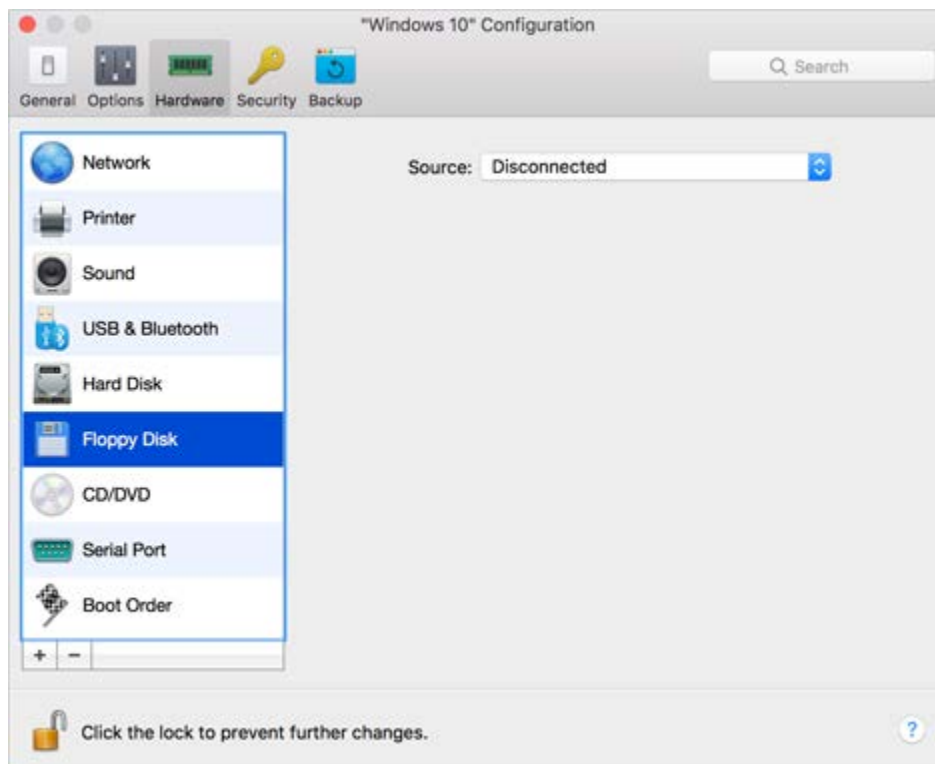 "Windows 10" Configuration
General Options Hardware Security Backup
Search
Network
Source: Disconnected
Printer
Sound
USB & Bluetooth
Hard Disk
Floppy Disk
CD/DVD
Serial Port
Boot Order
+ −
Click the lock to prevent further changes.
?